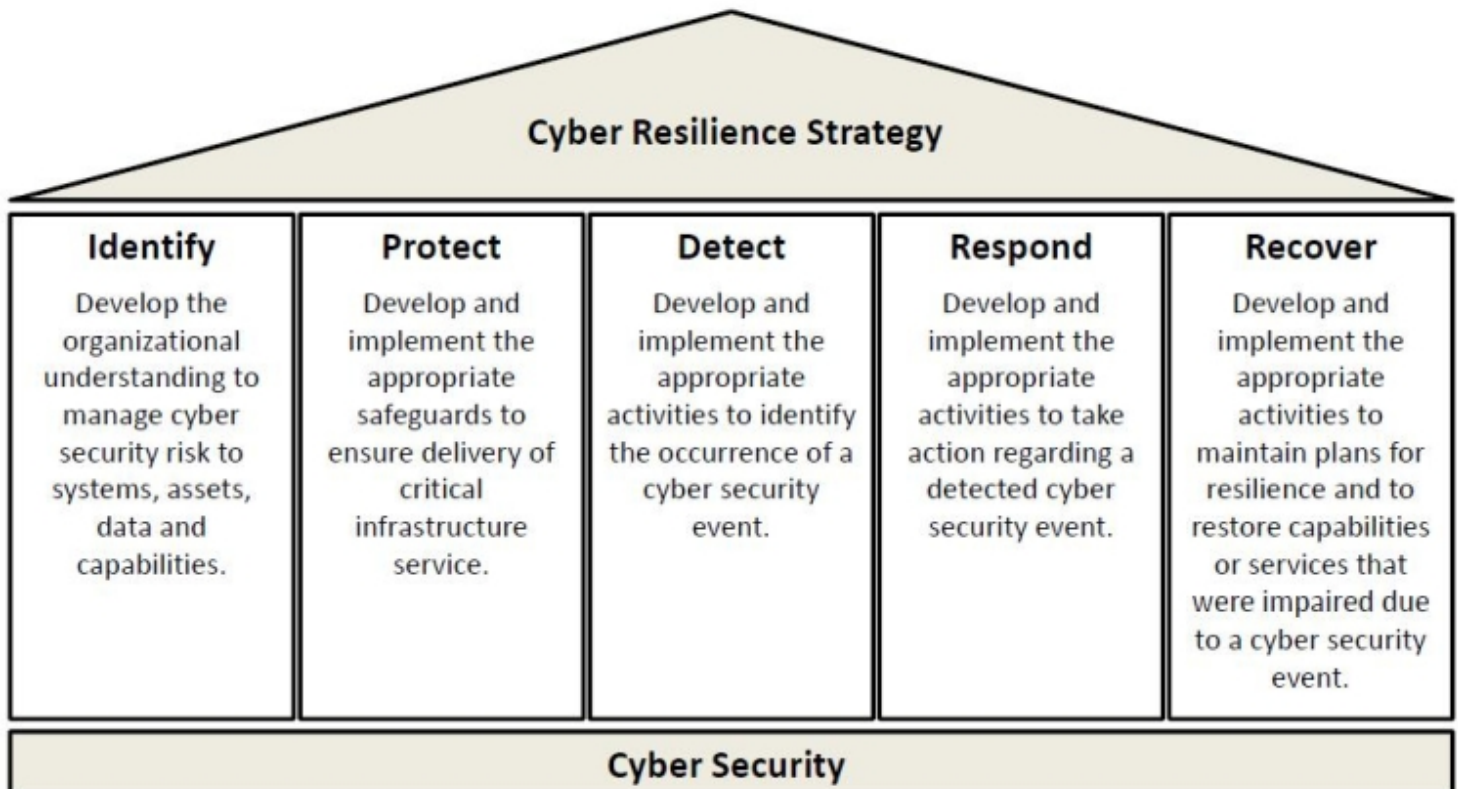 Cyber Resilience Strategy
Identify
Develop the
organizational
understanding to
manage cyber
security risk to
systems, assets,
data and
capabilities.
Protect
Develop and
implement the
appropriate
safeguards to
ensure delivery of
critical
infrastructure
service.
Detect
Develop and
implement the
appropriate
activities to identify
the occurrence of a
cyber security
event.
Respond
Develop and
implement the
appropriate
activities to take
action regarding a
detected cyber
security event.
Recover
Develop and
implement the
appropriate
activities to
maintain plans for
resilience and to
restore capabilities
or services that
were impaired due
to a cyber security
event.
Cyber Security